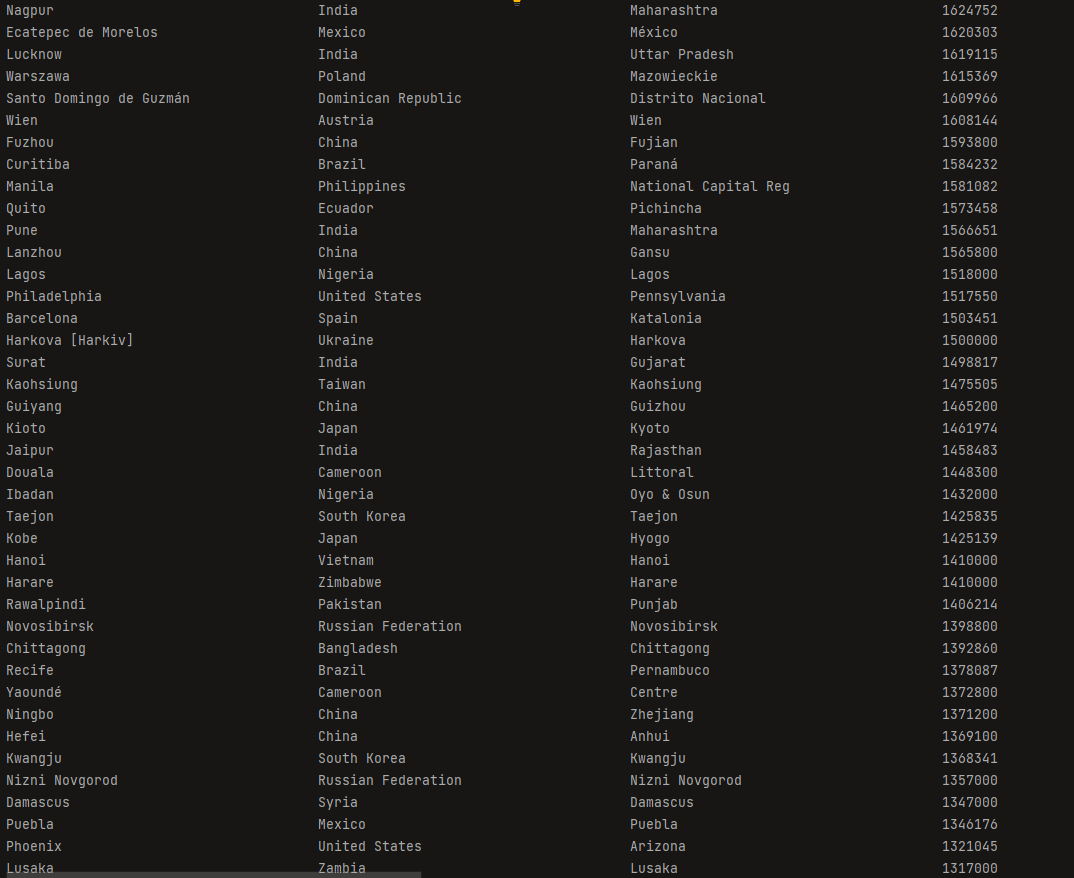 Nagpur India Maharashtra 1624752
Ecatepec de Morelos Mexico México 1620303
Lucknow India Uttar Pradesh 1619115
Warszawa Poland Mazowieckie 1615369
Santo Domingo de Guzmán Dominican Republic Distrito Nacional 1609966
Wien Austria Wien 1608144
Fuzhou China Fujian 1593800
Curitiba Brazil Paraná 1584232
Manila Philippines National Capital Reg 1581082
Quito Ecuador Pichincha 1573458
Pune India Maharashtra 1566651
Lanzhou China Gansu 1565800
Lagos Nigeria Lagos 1518000
Philadelphia United States Pennsylvania 1517550
Barcelona Spain Katalonia 1503451
Harkova [Harkiv] Ukraine Harkova 1500000
Surat India Gujarat 1498817
Kaohsiung Taiwan Kaohsiung 1475505
Guiyang China Guizhou 1465200
Kioto Japan Kyoto 1461974
Jaipur India Rajasthan 1458483
Douala Cameroon Littoral 1448300
Ibadan Nigeria Oyo & Osun 1432000
Taejon South Korea Taejon 1425835
Kobe Japan Hyogo 1425139
Hanoi Vietnam Hanoi 1410000
Harare Zimbabwe Harare 1410000
Rawalpindi Pakistan Punjab 1406214
Novosibirsk Russian Federation Novosibirsk 1398800
Chittagong Bangladesh Chittagong 1392860
Recife Brazil Pernambuco 1378087
Yaoundé Cameroon Centre 1372800
Ningbo China Zhejiang 1371200
Hefei China Anhui 1369100
Kwangju South Korea Kwangju 1368341
Nizni Novgorod Russian Federation Nizni Novgorod 1357000
Damascus Syria Damascus 1347000
Puebla Mexico Puebla 1346176
Phoenix United States Arizona 1321045
Lusaka Zambia Lusaka 1317000